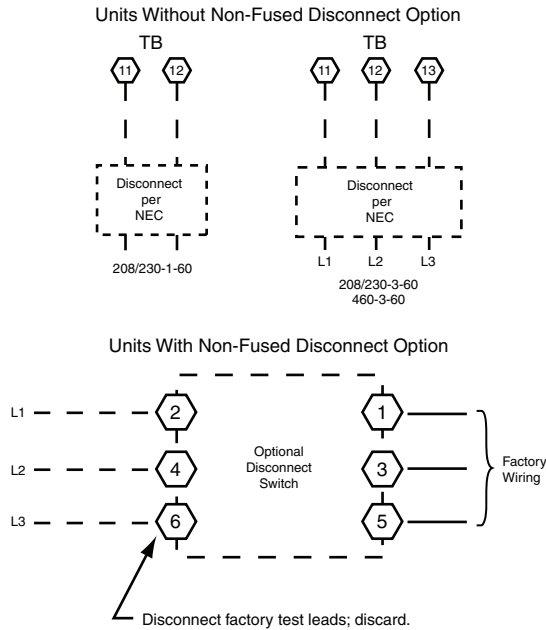 Units Without Non-Fused Disconnect Option
TB
TB
11
12
11
12
13
Disconnect
per
NEC
Disconnect
per
NEC
208/230-1-60
L1
L2
L3
208/230-3-60
460-3-60
Units With Non-Fused Disconnect Option
L1
2
1
L2
4
Optional
Disconnect
Switch
3
Factory
Wiring
L3
6
5
Disconnect factory test leads; discard.